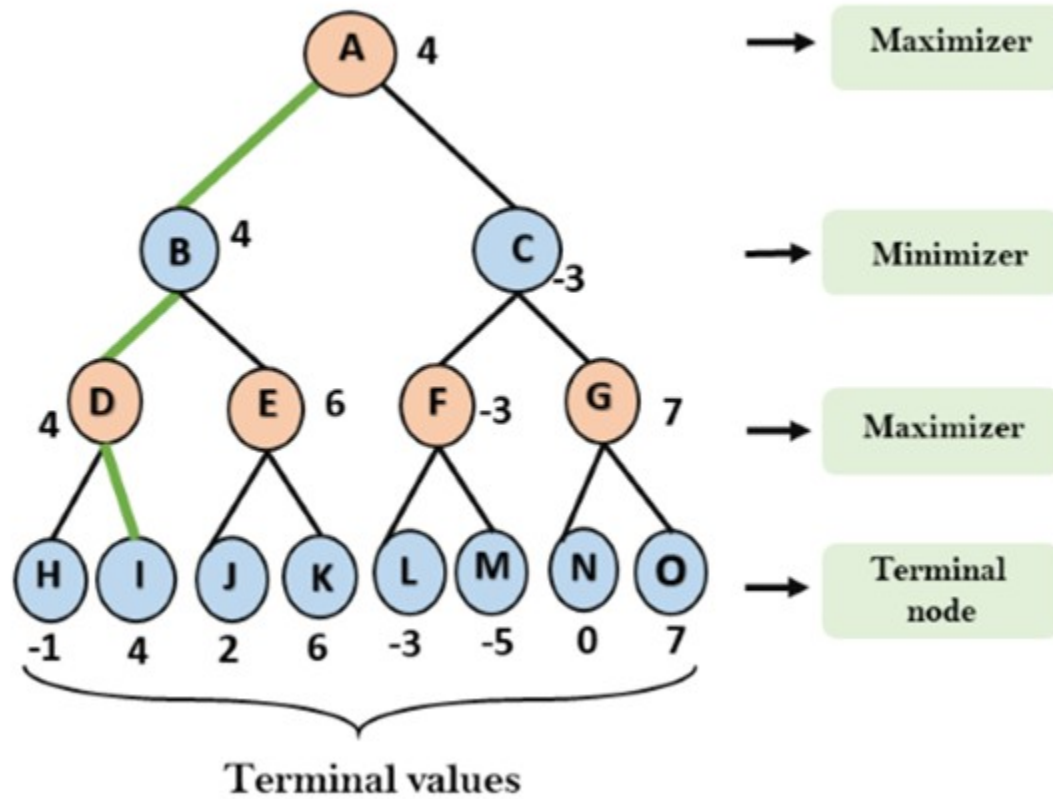 A 4 Maximizer
B 4 C -3 Minimizer
D 4 E 6 F -3 G 7 Maximizer
H I J K L M N O Terminal
node
-1 4 2 6 -3 -5 0 7
Terminal values